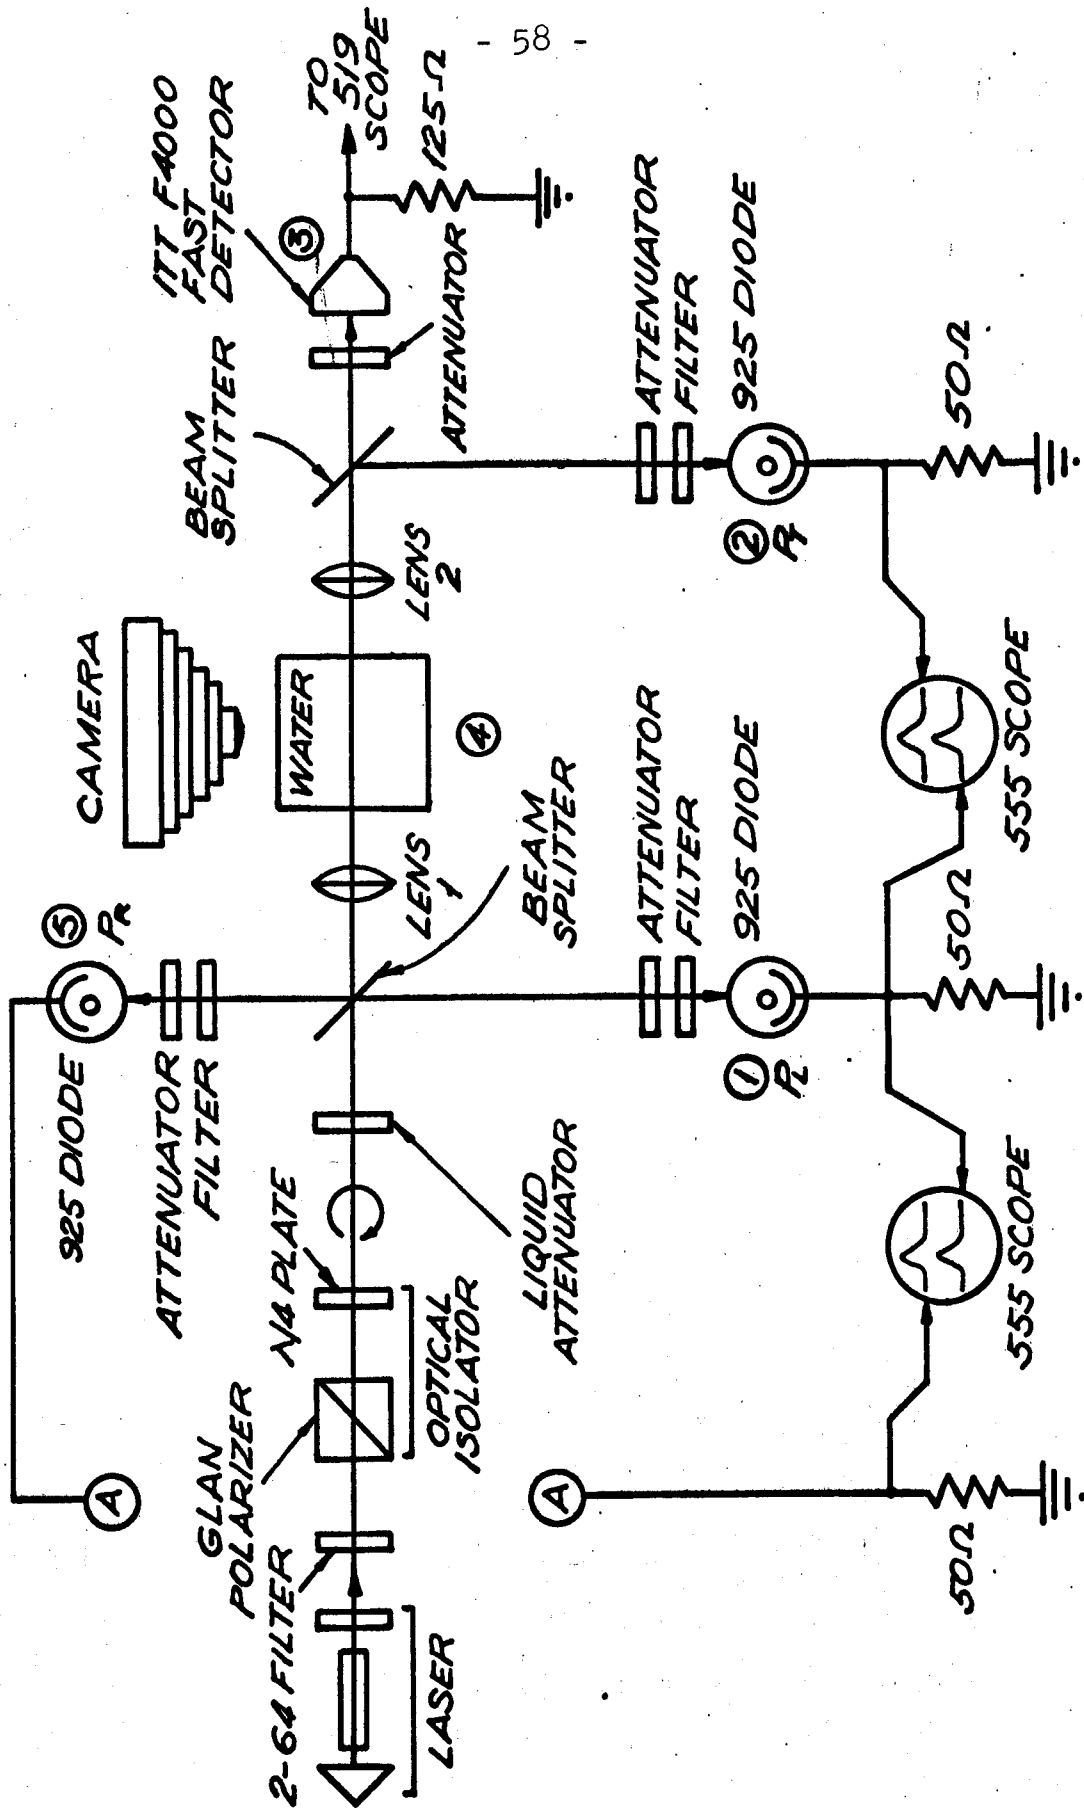 - 58 -
CAMERA
925 DIODE
⑤
P_R
ATTENUATOR
FILTER
A
GLAN
POLARIZER
2-64 FILTER
λ/4 PLATE
LASER
OPTICAL
ISOLATOR
LIQUID
ATTENUATOR
LENS
1
BEAM
SPLITTER
WATER
④
LENS
2
BEAM
SPLITTER
ITT F4000
FAST
DETECTOR
③
ATTENUATOR
TO
519
SCOPE
125Ω
ATTENUATOR
FILTER
925 DIODE
①
P_L
ATTENUATOR
FILTER
925 DIODE
②
P_T
A
50Ω
555 SCOPE
50Ω
555 SCOPE
50Ω